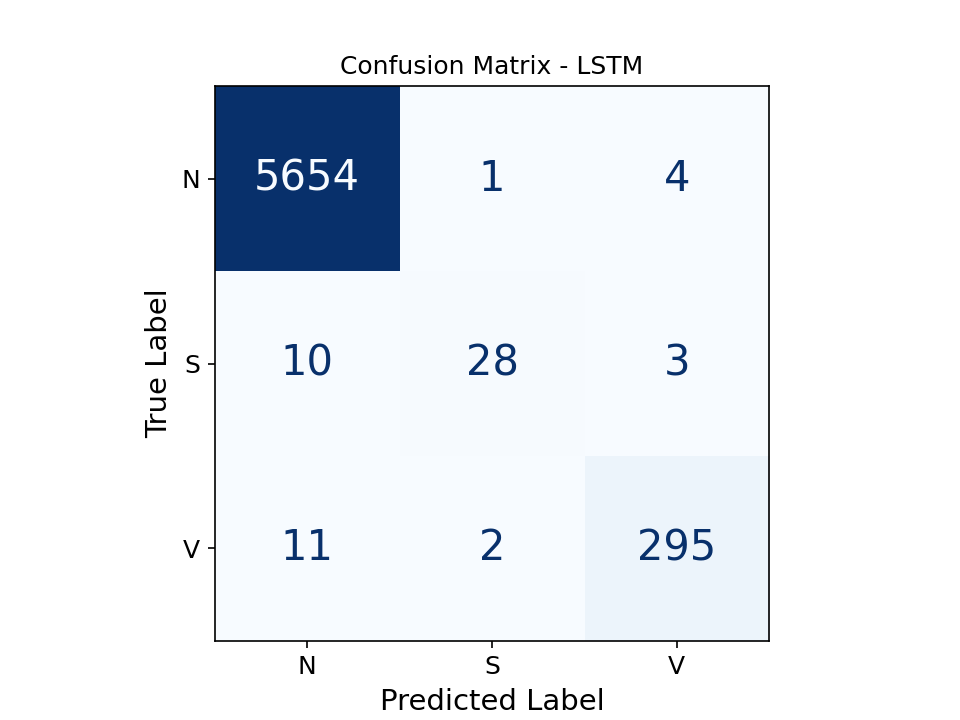 Confusion Matrix - LSTM
N 5654 1 4
S 10 28 3
V 11 2 295
N S V
True Label
Predicted Label